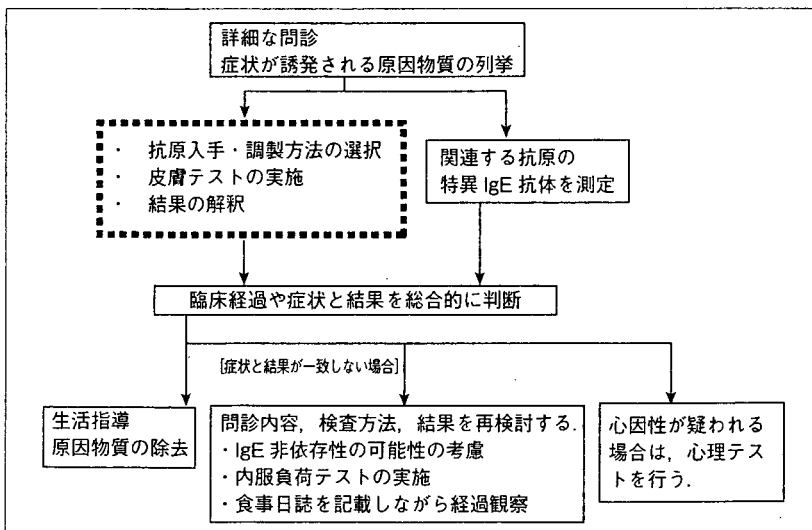 詳細な問診
症状が誘発される原因物質の列挙
・ 抗原入手・調製方法の選択
・ 皮膚テストの実施
・ 結果の解釈
関連する抗原の
特異 IgE 抗体を測定
臨床経過や症状と結果を総合的に判断
[症状と結果が一致しない場合]
生活指導
原因物質の除去
問診内容，検査方法，結果を再検討する．
・IgE 非依存性の可能性の考慮
・内服負荷テストの実施
・食事日誌を記載しながら経過観察
心因性が疑われる
場合は，心理テス
トを行う．